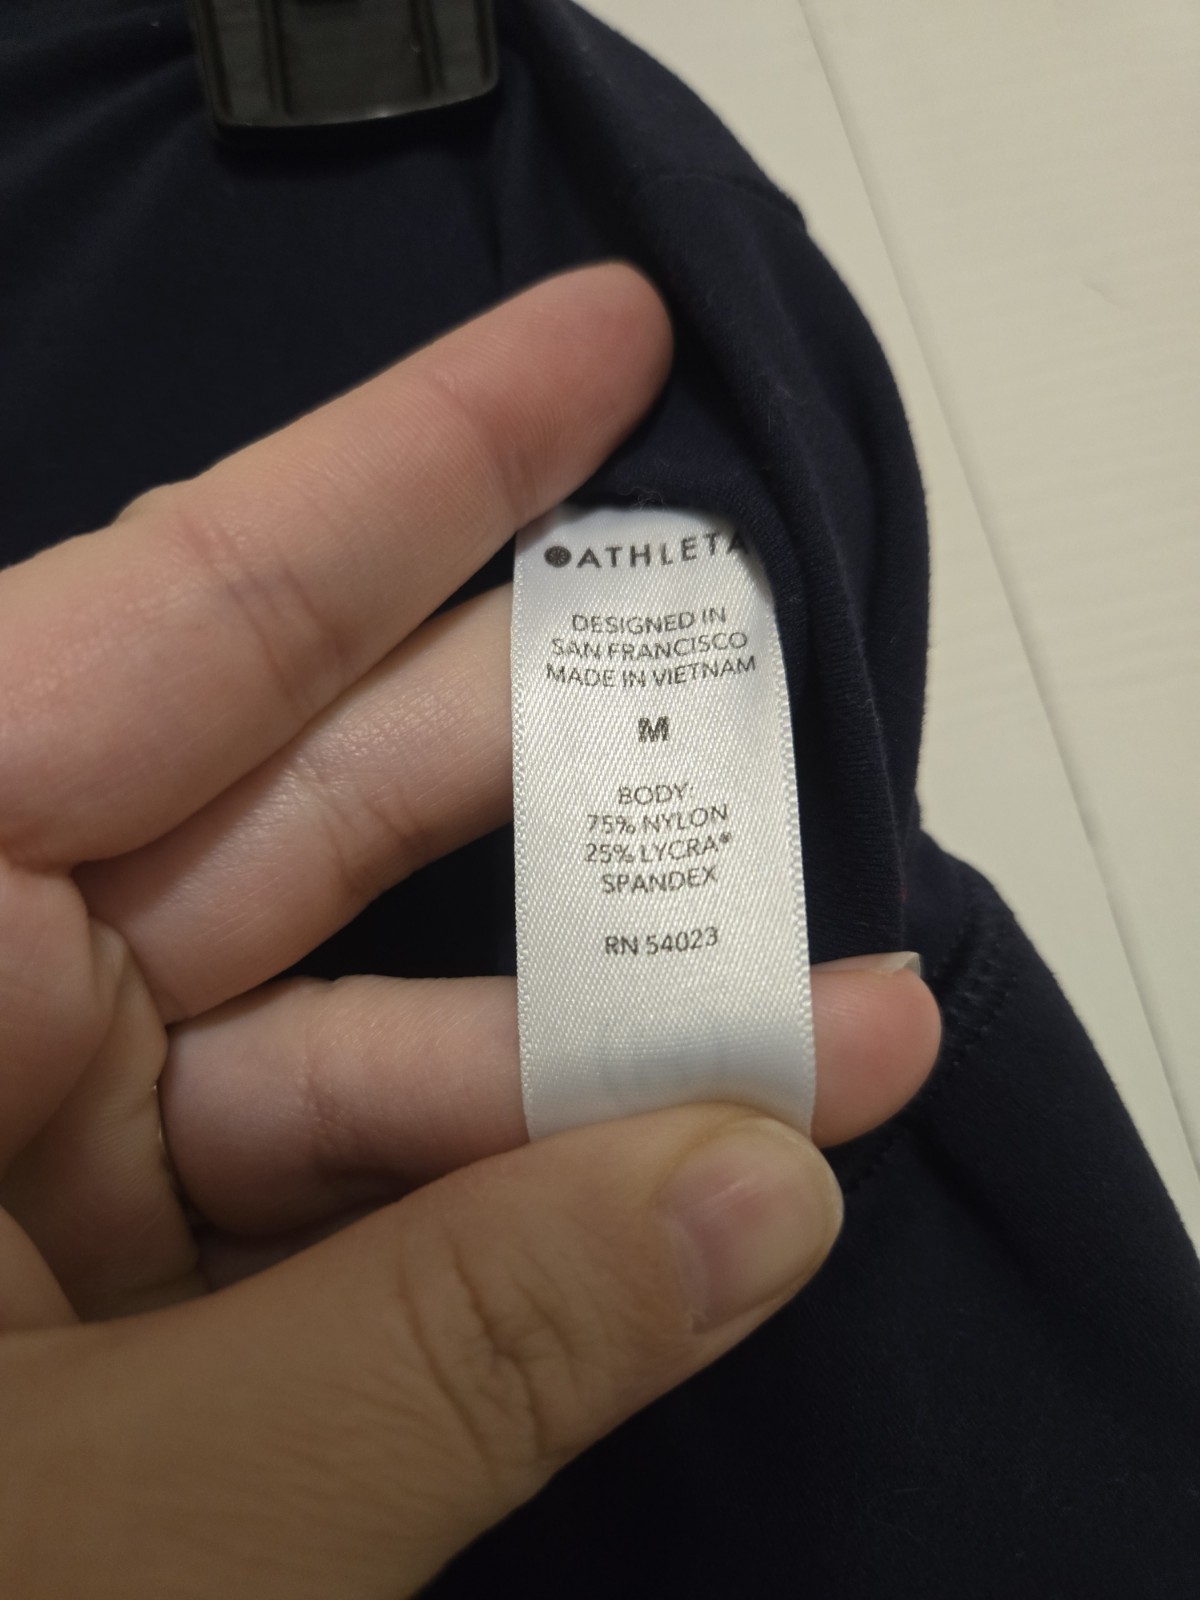 ATHLETA
DESIGNED IN
SAN FRANCISCO
MADE IN VIETNAM
M
BODY:
75% NYLON
25% LYCRA®
SPANDEX
RN 54023